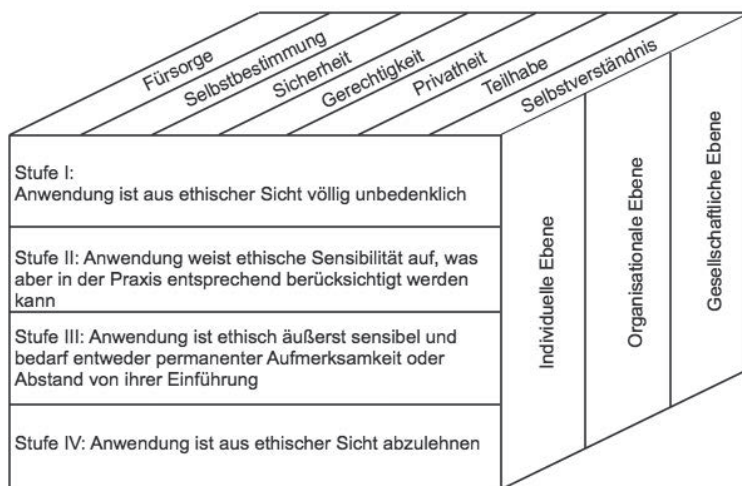 Fürsorge
Selbstbestimmung
Sicherheit
Gerechtigkeit
Privatheit
Teilhabe
Selbstverständnis
Stufe I:
Anwendung ist aus ethischer Sicht völlig unbedenklich
Stufe II: Anwendung weist ethische Sensibilität auf, was
aber in der Praxis entsprechend berücksichtigt werden
kann
Stufe III: Anwendung ist ethisch äußerst sensibel und
bedarf entweder permanenter Aufmerksamkeit oder
Abstand von ihrer Einführung
Stufe IV: Anwendung ist aus ethischer Sicht abzulehnen
Individuelle Ebene
Organisationale Ebene
Gesellschaftliche Ebene